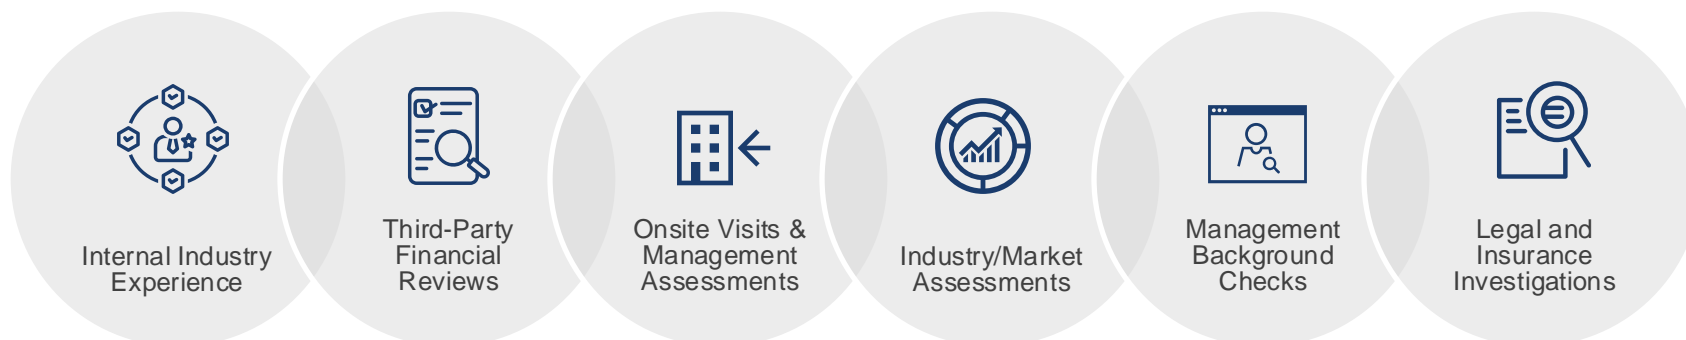 Internal Industry
Experience
Third-Party
Financial
Reviews
Onsite Visits &
Management
Assessments
Industry/Market
Assessments
Management
Background
Checks
Legal and
Insurance
Investigations